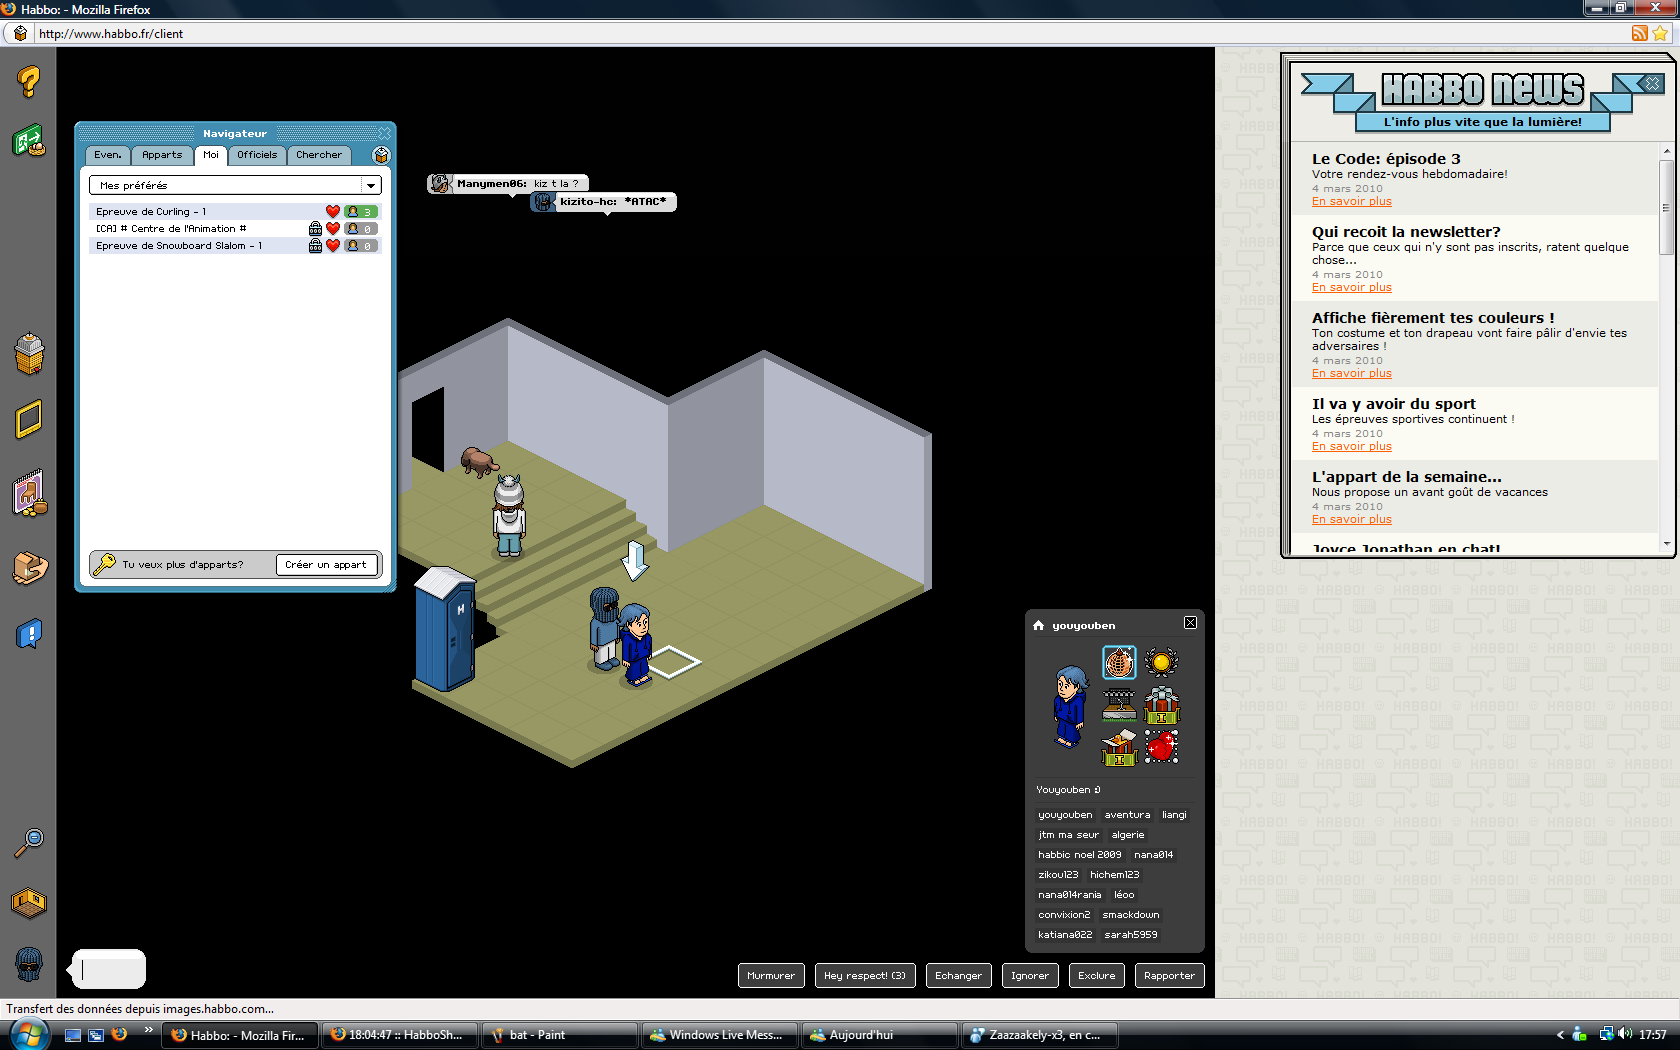 Habbo: - Mozilla Firefox
http://www.habbo.fr/client
Navigateur
Even. Apparts Moi Officiels Chercher
Mes préférés
Epreuve de Curling - 1 3
[CA] # Centre de l'Animation # 0
Epreuve de Snowboard Slalom - 1 0
Tu veux plus d'apparts? Créer un appart
Manymen06: kiz t la ?
kizito-hc: *ATAC*
H
HABBO NEWS
L'info plus vite que la lumière!
Le Code: épisode 3
Votre rendez-vous hebdomadaire!
4 mars 2010
En savoir plus
Qui recoit la newsletter?
Parce que ceux qui n'y sont pas inscrits, ratent quelque
chose...
4 mars 2010
En savoir plus
Affiche fièrement tes couleurs !
Ton costume et ton drapeau vont faire pâlir d'envie tes
adversaires !
4 mars 2010
En savoir plus
Il va y avoir du sport
Les épreuves sportives continuent !
4 mars 2010
En savoir plus
L'appart de la semaine...
Nous propose un avant goût de vacances
4 mars 2010
En savoir plus
Joyce Jonathan en chat!
youyouben
Youyouben :)
youyouben aventura liangi
jtm ma seur algerie
habbic noel 2009 nana014
zikou123 hichem123
nana014rania léoo
convixion2 smackdown
katiana022 sarah5959
Murmurer Hey respect! (3) Echanger Ignorer Exclure Rapporter
Transfert des données depuis images.habbo.com...
Habbo: - Mozilla Fir... 18:04:47 :: HabboSh... bat - Paint Windows Live Mess... Aujourd'hui Zaazaakely-x3, en c... 17:57